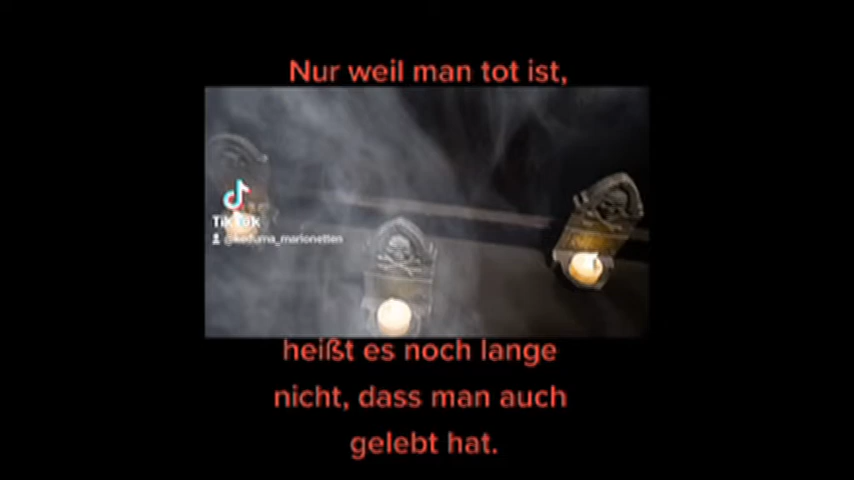 Nur weil man tot ist,
TikTok
heißt es noch lange
nicht, dass man auch
gelebt hat.